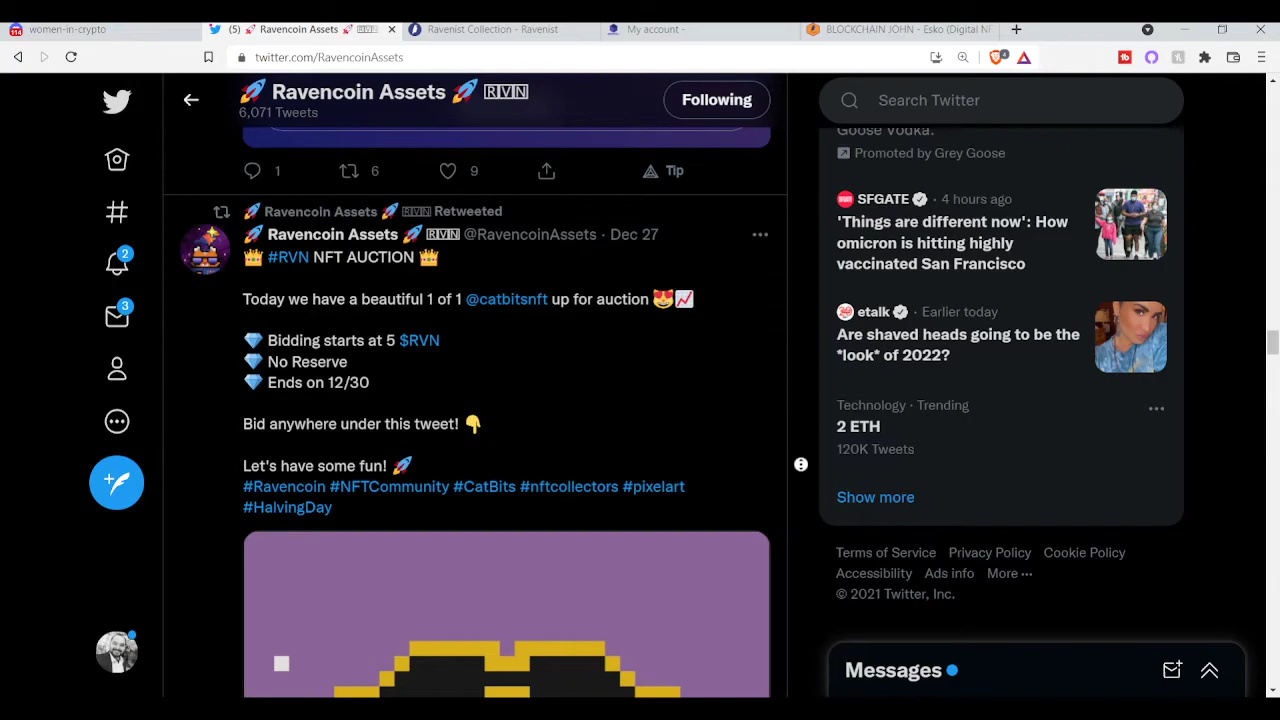 114
women-in-crypto
(5) 🚀 Ravencoin Assets 🚀 🇷🇻🇳
Ravenist Collection - Ravenist
My account -
BLOCKCHAIN JOHN - Esko (Digital NF
twitter.com/RavencoinAssets
4
🚀 Ravencoin Assets 🚀 🇷🇻🇳
6,071 Tweets
Following
1
6
9
Tip
🚀 Ravencoin Assets 🚀 🇷🇻🇳 Retweeted
🚀 Ravencoin Assets 🚀 🇷🇻🇳 @RavencoinAssets · Dec 27
👑 #RVN NFT AUCTION 👑
Today we have a beautiful 1 of 1 @catbitsnft up for auction 😻📈
💎 Bidding starts at 5 $RVN
💎 No Reserve
💎 Ends on 12/30
Bid anywhere under this tweet! 👇
Let's have some fun! 🚀
#Ravencoin #NFTCommunity #CatBits #nftcollectors #pixelart
#HalvingDay
2
3
Search Twitter
Goose Vodka.
Promoted by Grey Goose
SFGATE · 4 hours ago
'Things are different now': How
omicron is hitting highly
vaccinated San Francisco
etalk · Earlier today
Are shaved heads going to be the
*look* of 2022?
Technology · Trending
2 ETH
120K Tweets
Show more
Terms of Service Privacy Policy Cookie Policy
Accessibility Ads info More ···
© 2021 Twitter, Inc.
Messages